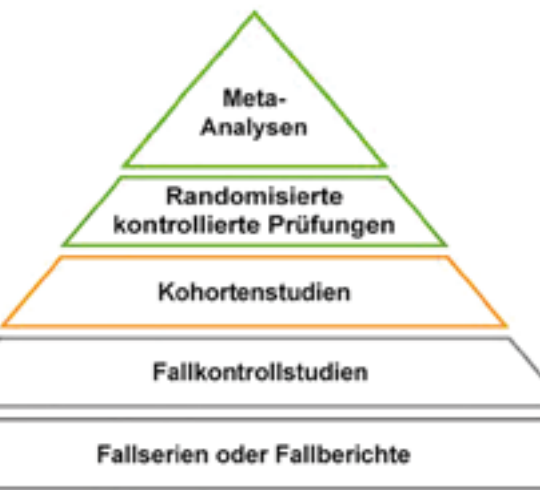 Meta-
Analysen
Randomisierte
kontrollierte Prüfungen
Kohortenstudien
Fallkontrollstudien
Fallserien oder Fallberichte